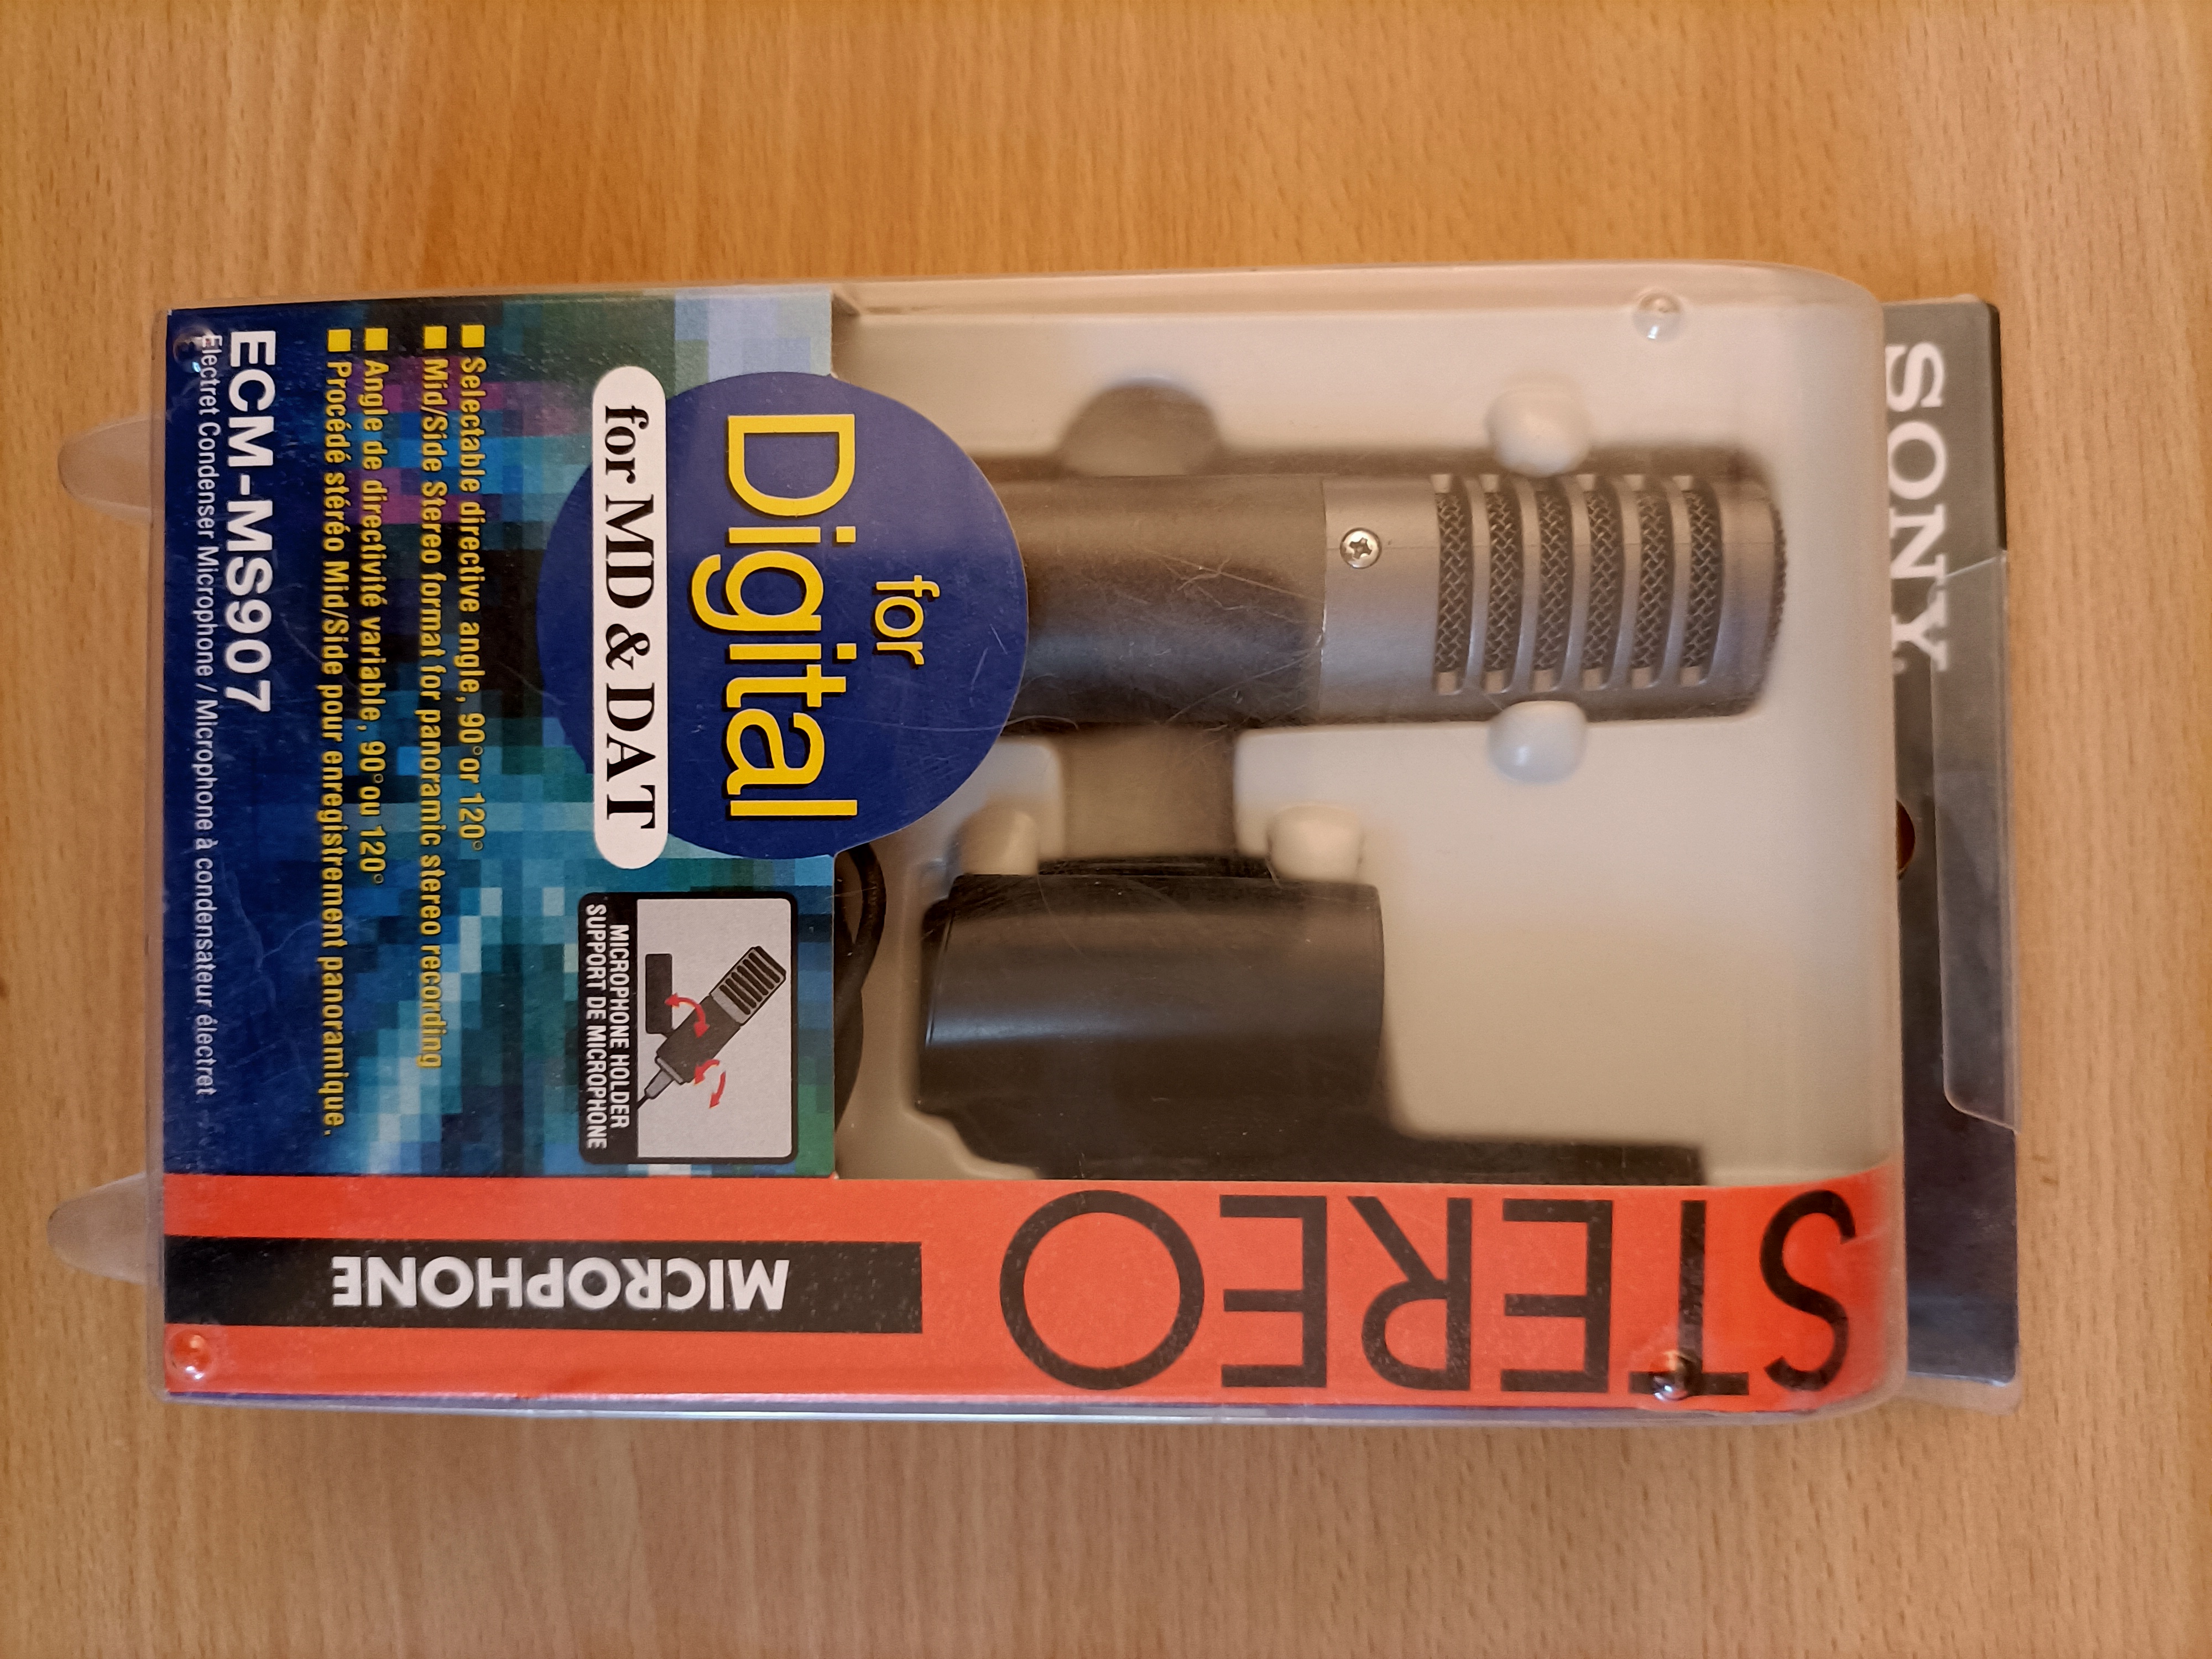 SONY
STEREO
MICROPHONE
for
Digital
for MD & DAT
MICROPHONE HOLDER
SUPPORT DE MICROPHONE
■ Selectable directive angle, 90° or 120°
■ Mid/Side Stereo format for panoramic stereo recording
■ Angle de directivité variable, 90° ou 120°
■ Procédé stéréo Mid/Side pour enregistrement panoramique.
ECM-MS907
Electret Condenser Microphone / Microphone à condensateur électret